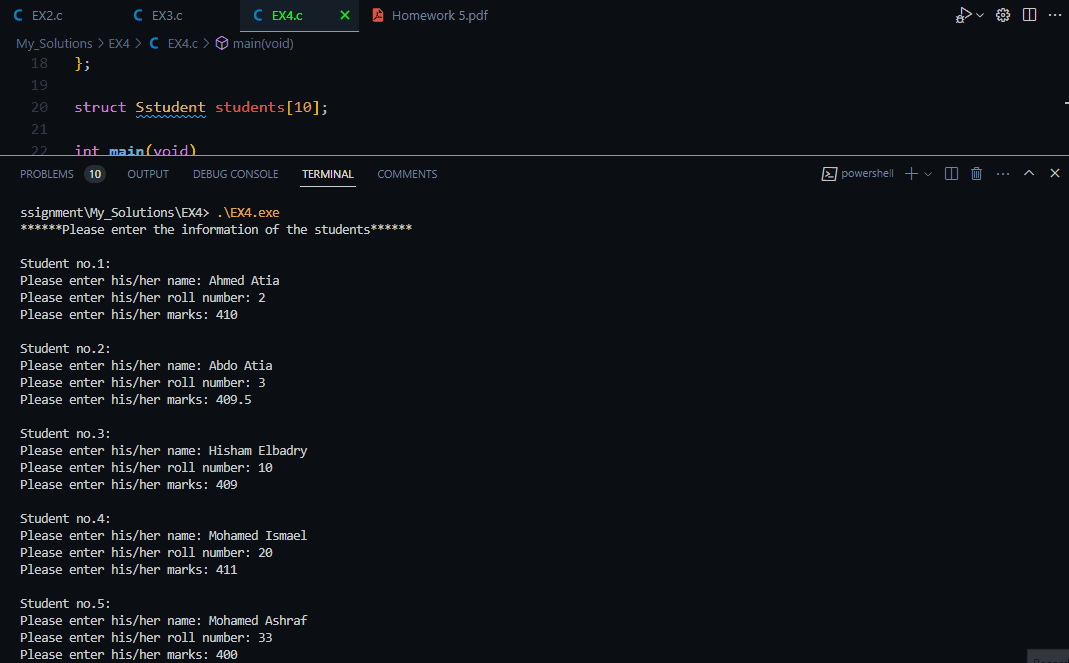 C EX2.c C EX3.c C EX4.c × Homework 5.pdf
My_Solutions > EX4 > C EX4.c > main(void)
18 };
19
20 struct Sstudent students[10];
21
22 int main(void)
PROBLEMS 10 OUTPUT DEBUG CONSOLE TERMINAL COMMENTS powershell
ssignment\My_Solutions\EX4> .\EX4.exe
******Please enter the information of the students******
Student no.1:
Please enter his/her name: Ahmed Atia
Please enter his/her roll number: 2
Please enter his/her marks: 410
Student no.2:
Please enter his/her name: Abdo Atia
Please enter his/her roll number: 3
Please enter his/her marks: 409.5
Student no.3:
Please enter his/her name: Hisham Elbadry
Please enter his/her roll number: 10
Please enter his/her marks: 409
Student no.4:
Please enter his/her name: Mohamed Ismael
Please enter his/her roll number: 20
Please enter his/her marks: 411
Student no.5:
Please enter his/her name: Mohamed Ashraf
Please enter his/her roll number: 33
Please enter his/her marks: 400